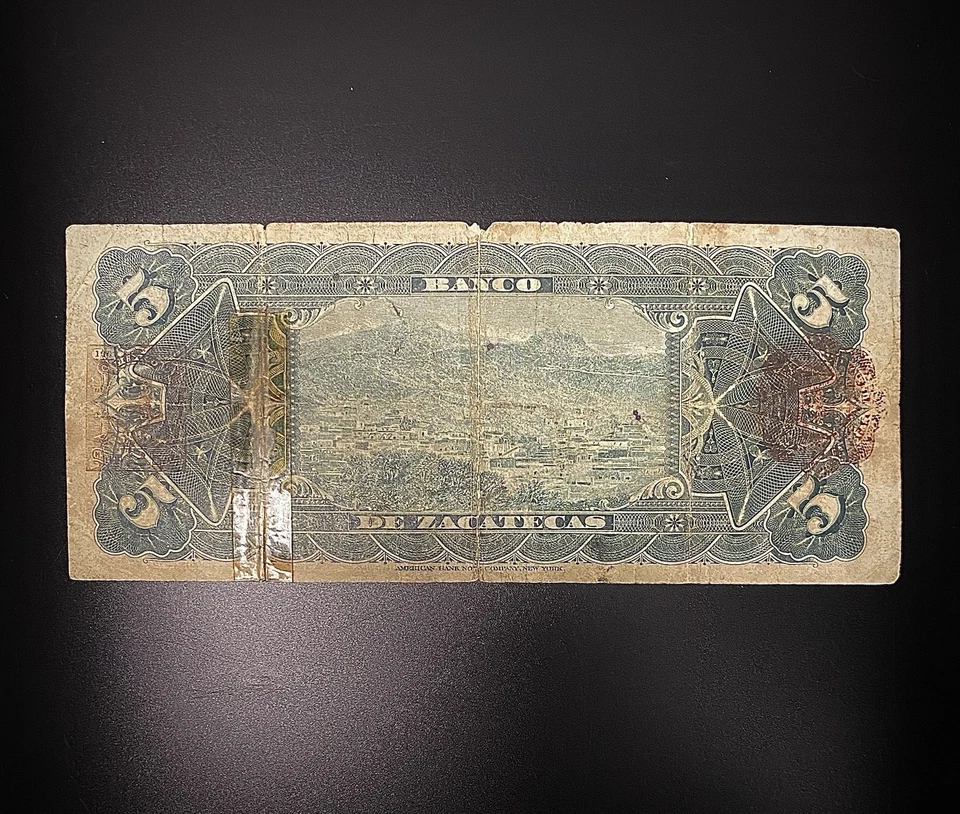 BANCO
5 5
5 5
DE ZACATECAS
AMERICAN BANK NOTE COMPANY, NEW YORK.